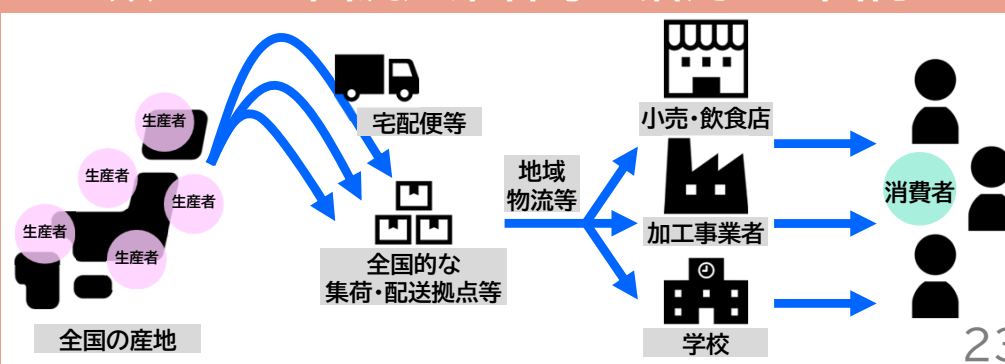 生産者
生産者
生産者
生産者
生産者
全国の産地
宅配便等
全国的な
集荷・配送拠点等
地域
物流等
小売・飲食店
加工事業者
学校
消費者